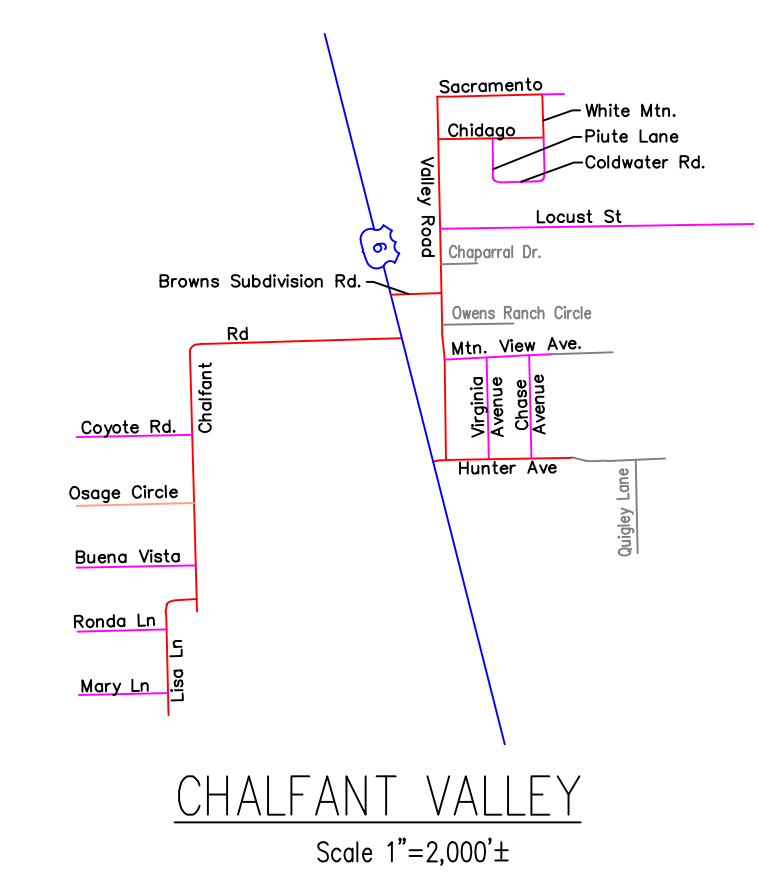 Sacramento
White Mtn.
Chidago
Piute Lane
Coldwater Rd.
Valley Road
Locust St
6
Chaparral Dr.
Browns Subdivision Rd.
Owens Ranch Circle
Rd
Mtn. View Ave.
Chalfant
Virginia
Avenue
Chase
Avenue
Coyote Rd.
Hunter Ave
Osage Circle
Quigley Lane
Buena Vista
Ronda Ln
Lisa Ln
Mary Ln
CHALFANT VALLEY
Scale 1"=2,000'±